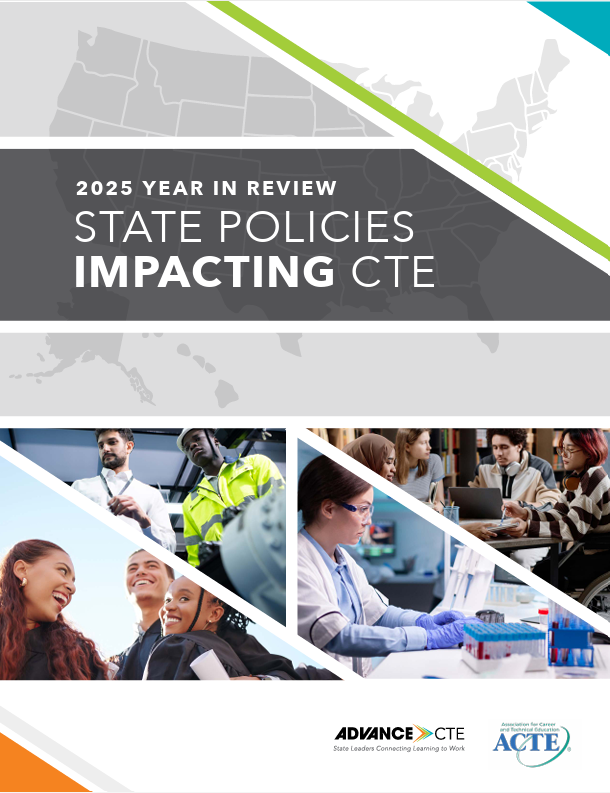 2025 YEAR IN REVIEW
STATE POLICIES
IMPACTING CTE
ADVANCE CTE
State Leaders Connecting Learning to Work
Association for Career
and Technical Education
ACTE
®